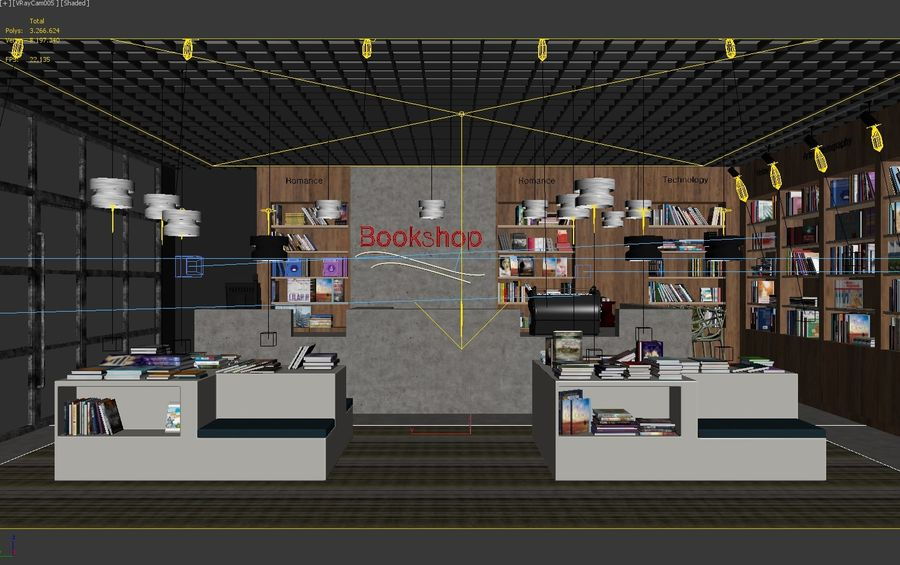 [+] [VRayCam005 ] [Shaded ]
Total
Polys: 3.266.624
FPS: 22.135
Romance
Romance
Technology
Bookshop